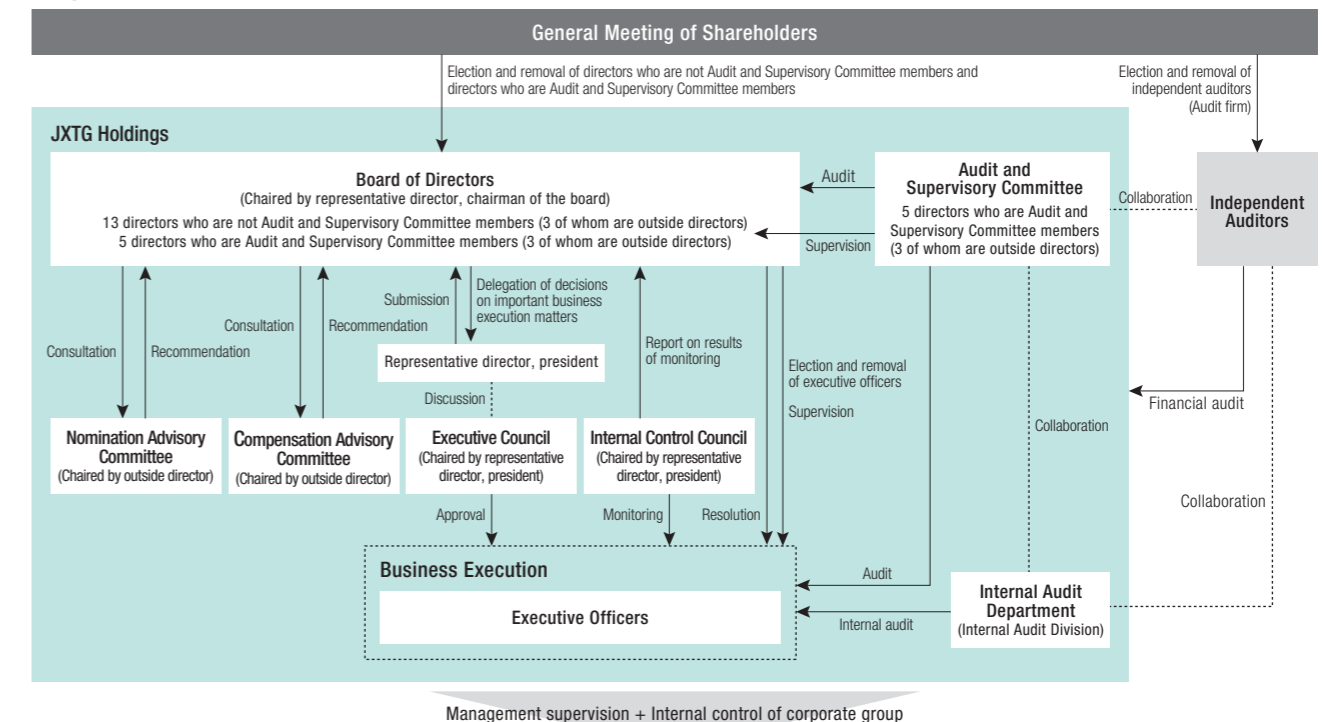 General Meeting of Shareholders
Election and removal of directors who are not Audit and Supervisory Committee members and
directors who are Audit and Supervisory Committee members
Election and removal of
independent auditors
(Audit firm)
JXTG Holdings
Board of Directors
(Chaired by representative director, chairman of the board)
13 directors who are not Audit and Supervisory Committee members (3 of whom are outside directors)
5 directors who are Audit and Supervisory Committee members (3 of whom are outside directors)
Audit
Supervision
Audit and
Supervisory Committee
5 directors who are Audit and
Supervisory Committee members
(3 of whom are outside directors)
Collaboration
Independent
Auditors
Consultation
Recommendation
Consultation
Recommendation
Submission
Delegation of decisions
on important business
execution matters
Representative director, president
Discussion
Report on results
of monitoring
Election and removal
of executive officers
Supervision
Collaboration
Financial audit
Collaboration
Nomination Advisory
Committee
(Chaired by outside director)
Compensation Advisory
Committee
(Chaired by outside director)
Executive Council
(Chaired by representative
director, president)
Internal Control Council
(Chaired by representative
director, president)
Approval
Monitoring
Resolution
Business Execution
Executive Officers
Audit
Internal audit
Internal Audit
Department
(Internal Audit Division)
Management supervision + Internal control of corporate group